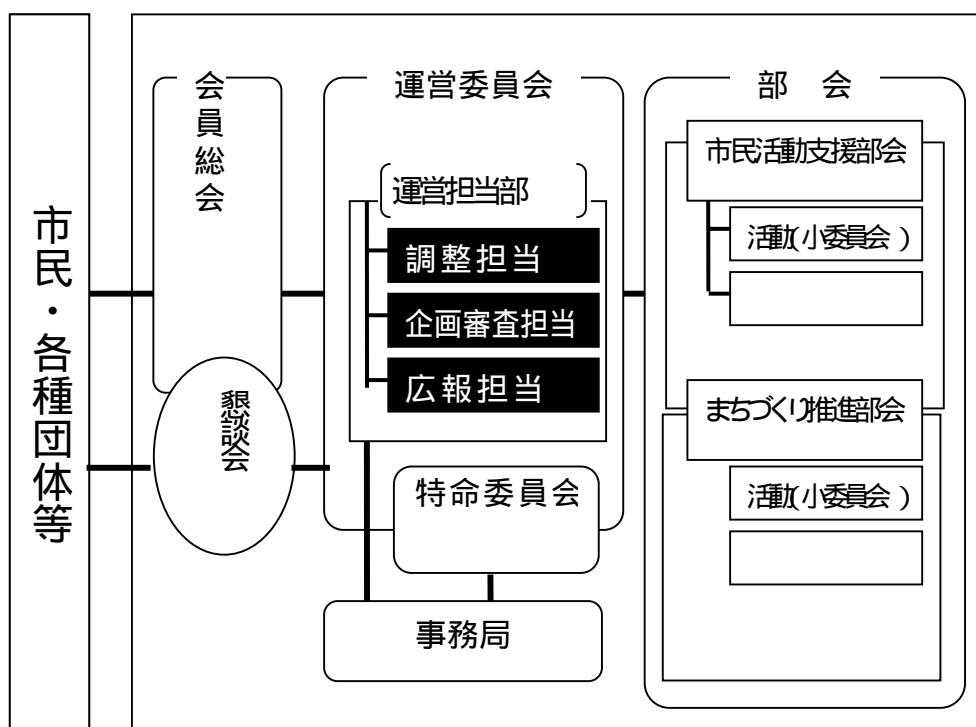 市民・各種団体等
会員総会
懇談会
運営委員会
運営担当部
調整担当
企画審査担当
広報担当
特命委員会
事務局
部 会
市民活動支援部会
活動(小委員会)
まちづくり推進部会
活動(小委員会)